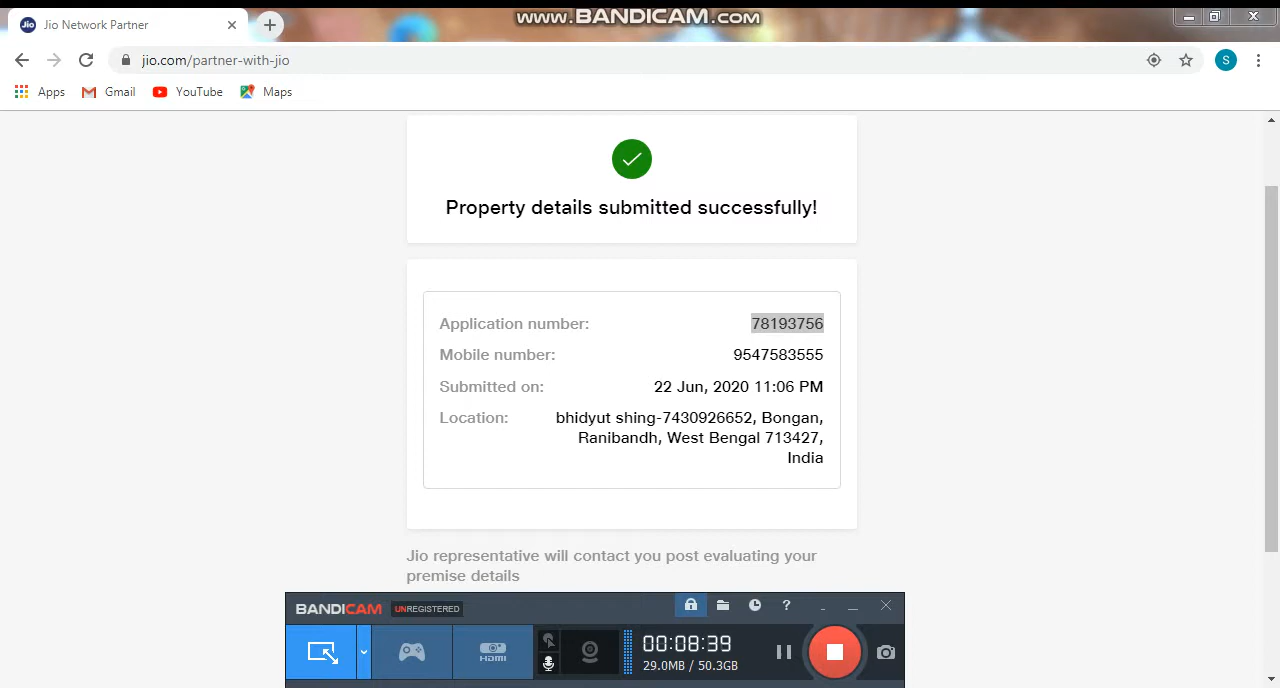 www.BANDICAM.com
Jio Jio Network Partner
jio.com/partner-with-jio
S
Apps Gmail YouTube Maps
Property details submitted successfully!
Application number: 78193756
Mobile number: 9547583555
Submitted on: 22 Jun, 2020 11:06 PM
Location: bhidyut shing-7430926652, Bongan,
Ranibandh, West Bengal 713427,
India
Jio representative will contact you post evaluating your
premise details
BANDICAM UNREGISTERED
HDMI
00:08:39
29.0MB / 50.3GB